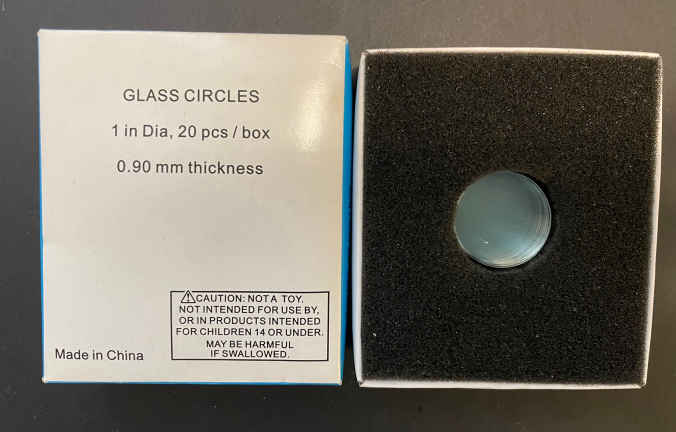 GLASS CIRCLES
1 in Dia, 20 pcs / box
0.90 mm thickness
⚠CAUTION: NOT A TOY.
NOT INTENDED FOR USE BY,
OR IN PRODUCTS INTENDED
FOR CHILDREN 14 OR UNDER.
MAY BE HARMFUL
IF SWALLOWED.
Made in China